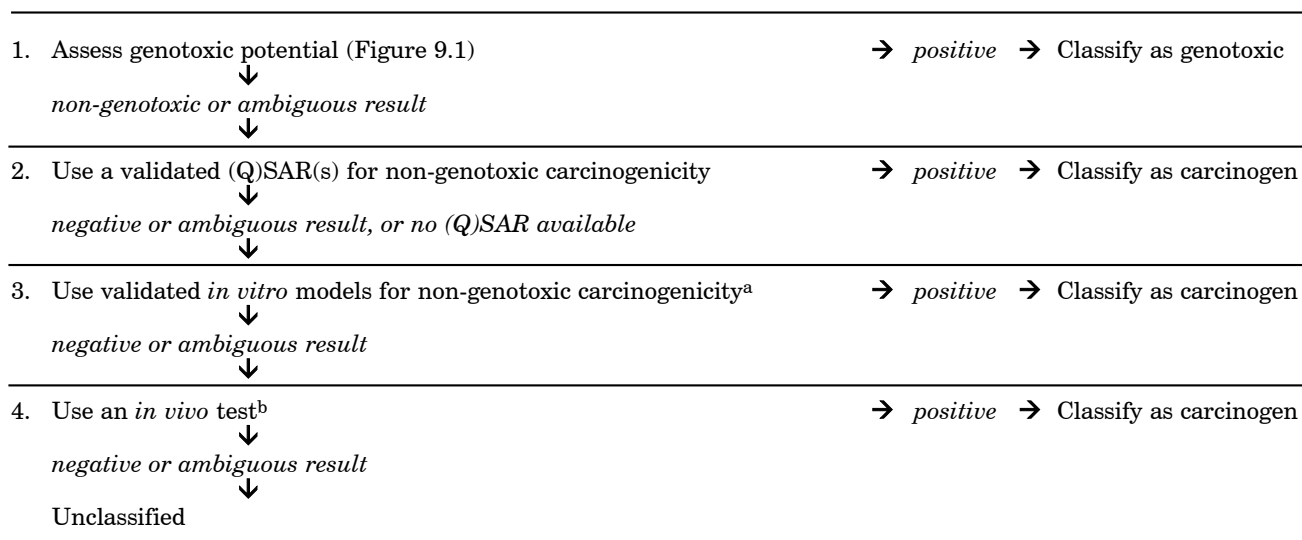 1. Assess genotoxic potential (Figure 9.1) → positive → Classify as genotoxic
↓
non-genotoxic or ambiguous result
↓
2. Use a validated (Q)SAR(s) for non-genotoxic carcinogenicity → positive → Classify as carcinogen
↓
negative or ambiguous result, or no (Q)SAR available
↓
3. Use validated in vitro models for non-genotoxic carcinogenicityᵃ → positive → Classify as carcinogen
↓
negative or ambiguous result
↓
4. Use an in vivo testᵇ → positive → Classify as carcinogen
↓
negative or ambiguous result
↓
Unclassified